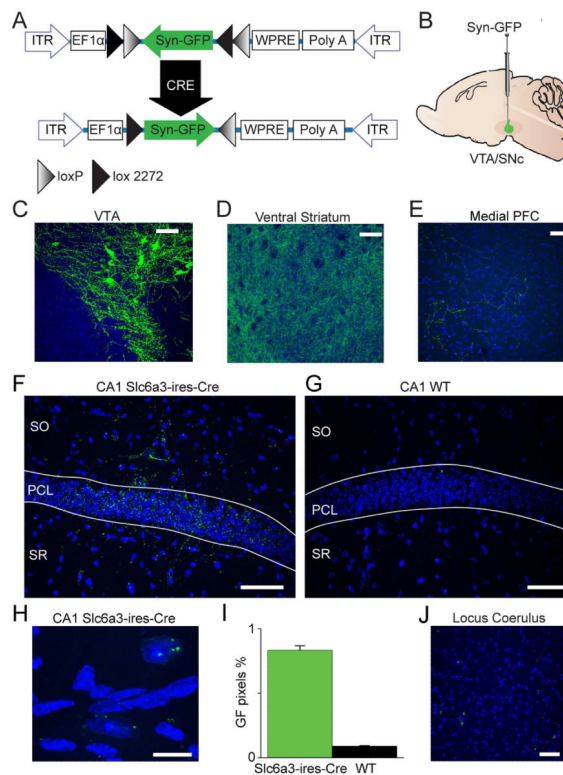 A
ITR EF1α Syn-GFP WPRE Poly A ITR
CRE
ITR EF1α Syn-GFP WPRE Poly A ITR
loxP lox 2272
B
Syn-GFP
VTA/SNc
C VTA
D Ventral Striatum
E Medial PFC
F CA1 Slc6a3-ires-Cre
SO
PCL
SR
G CA1 WT
SO
PCL
SR
H CA1 Slc6a3-ires-Cre
I
GF pixels %
1
0
Slc6a3-ires-Cre WT
J Locus Coerulus